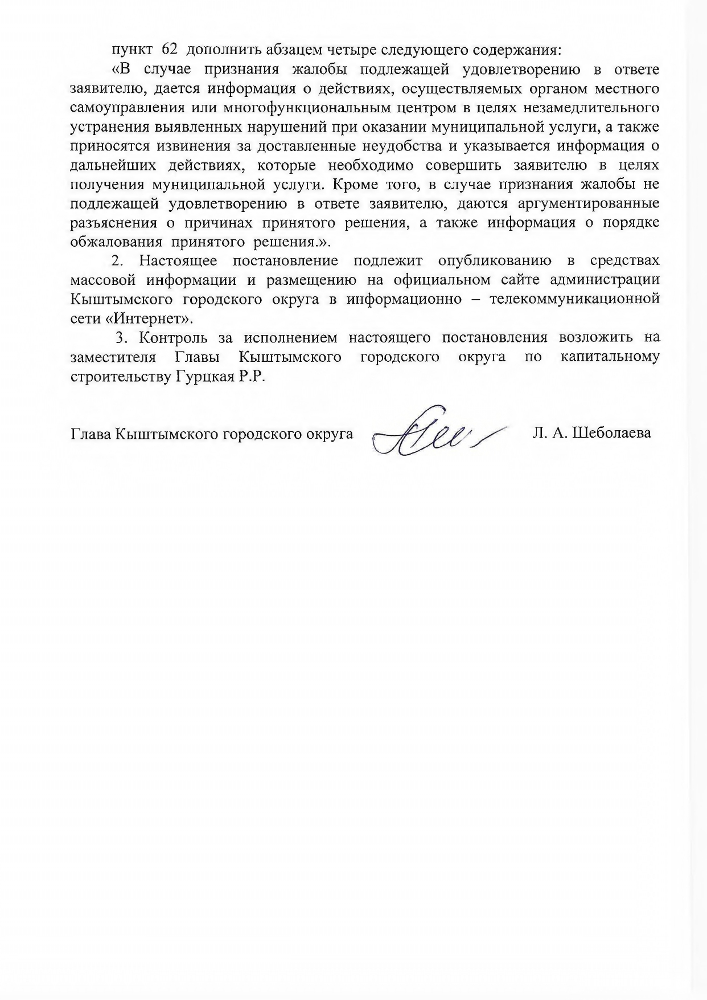 пункт 62 дополнить абзацем четыре следующего содержания:
«В случае признания жалобы подлежащей удовлетворению в ответе
заявителю, дается информация о действиях, осуществляемых органом местного
самоуправления или многофункциональным центром в целях незамедлительного
устранения выявленных нарушений при оказании муниципальной услуги, а также
приносятся извинения за доставленные неудобства и указывается информация о
дальнейших действиях, которые необходимо совершить заявителю в целях
получения муниципальной услуги. Кроме того, в случае признания жалобы не
подлежащей удовлетворению в ответе заявителю, даются аргументированные
разъяснения о причинах принятого решения, а также информация о порядке
обжалования принятого решения.».
2. Настоящее постановление подлежит опубликованию в средствах
массовой информации и размещению на официальном сайте администрации
Кыштымского городского округа в информационно – телекоммуникационной
сети «Интернет».
3. Контроль за исполнением настоящего постановления возложить на
заместителя Главы Кыштымского городского округа по капитальному
строительству Гурцкая Р.Р.
Глава Кыштымского городского округа Л. А. Шеболаева